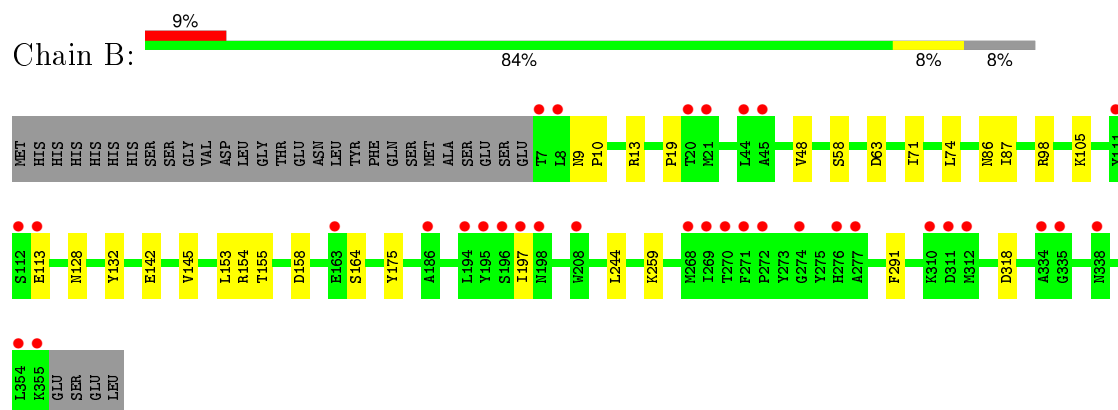 9%
Chain B:
84% 8% 8%
MET HIS HIS HIS HIS HIS HIS SER SER GLY VAL ASP LEU GLY THR GLU ASN LEU TYR PHE GLN SER MET ALA SER GLU SER GLU T7 L8 N9 P10 R13 P19 T20 M21 L44 A45 V48 S58 D63 I71 L74 N86 I87 R98 K105 Y111
S112 E113 N128 Y132 E142 V145 L153 R154 T155 D158 E163 S164 Y175 A186 L194 Y195 S196 I197 N198 W208 L244 K259 M268 I269 T270 F271 P272 Y273 G274 Y275 H276 A277 F291 K310 D311 M312 D318 A334 G335 N338
L354 K355 GLU SER GLU LEU